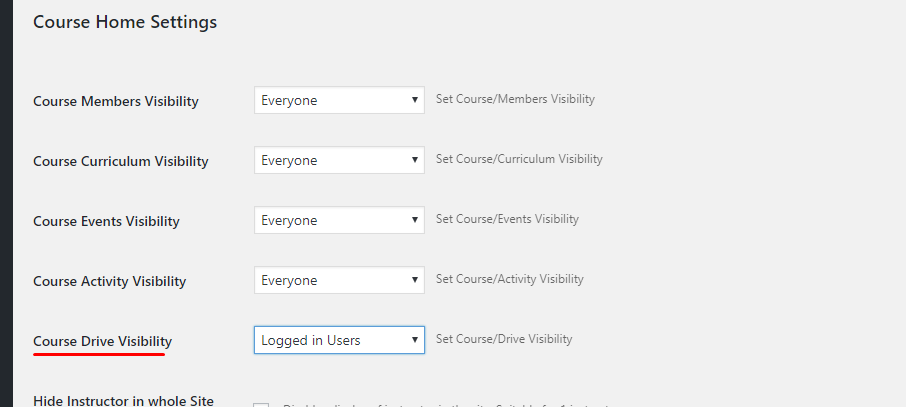 Course Home Settings
Course Members Visibility Everyone Set Course/Members Visibility
Course Curriculum Visibility Everyone Set Course/Curriculum Visibility
Course Events Visibility Everyone Set Course/Events Visibility
Course Activity Visibility Everyone Set Course/Activity Visibility
Course Drive Visibility Logged in Users Set Course/Drive Visibility
Hide Instructor in whole Site